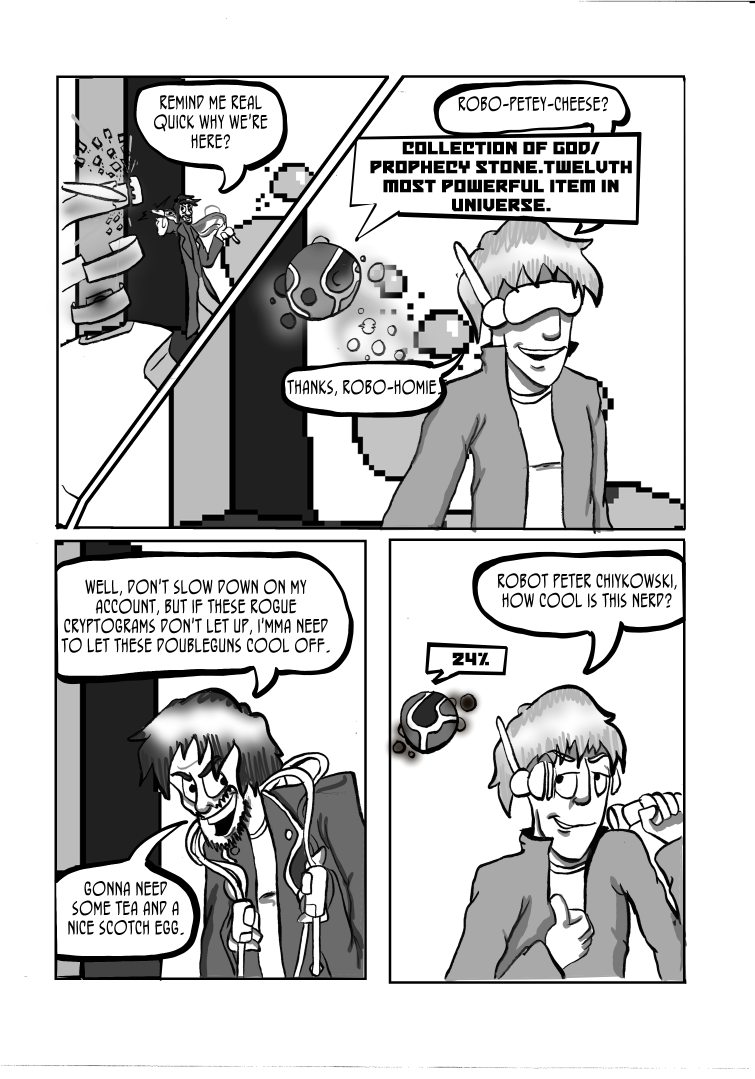 REMIND ME REAL
QUICK WHY WE'RE
HERE?
ROBO-PETEY-CHEESE?
COLLECTION OF GOD/
PROPHECY STONE.TWELVTH
MOST POWERFUL ITEM IN
UNIVERSE.
THANKS, ROBO-HOMIE.
WELL, DON'T SLOW DOWN ON MY
ACCOUNT, BUT IF THESE ROGUE
CRYPTOGRAMS DON'T LET UP, I'MMA NEED
TO LET THESE DOUBLEGUNS COOL OFF.
GONNA NEED
SOME TEA AND A
NICE SCOTCH EGG.
ROBOT PETER CHIYKOWSKI,
HOW COOL IS THIS NERD?
24%